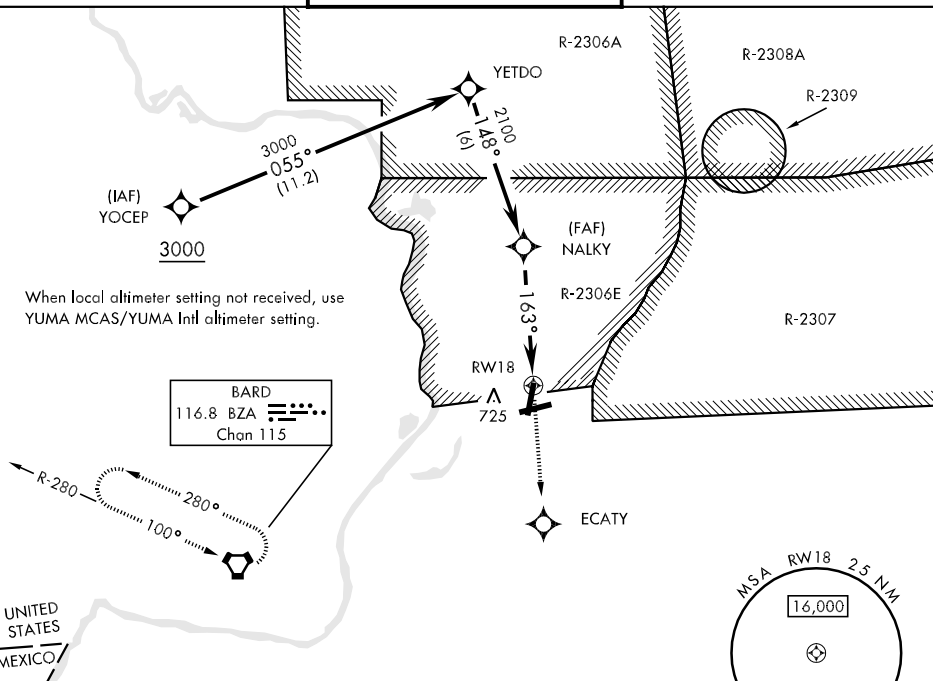 R-2306A
R-2308A
YETDO
R-2309
2100
148°
(6)
3000
055°
(11.2)
(IAF)
YOCEP
3000
(FAF)
NALKY
When local altimeter setting not received, use
YUMA MCAS/YUMA Intl altimeter setting.
163°
R-2306E
R-2307
RW18
725
BARD
116.8 BZA
Chan 115
R-280
280°
100°
ECATY
MSA RW18 25 NM
16,000
UNITED
STATES
MEXICO